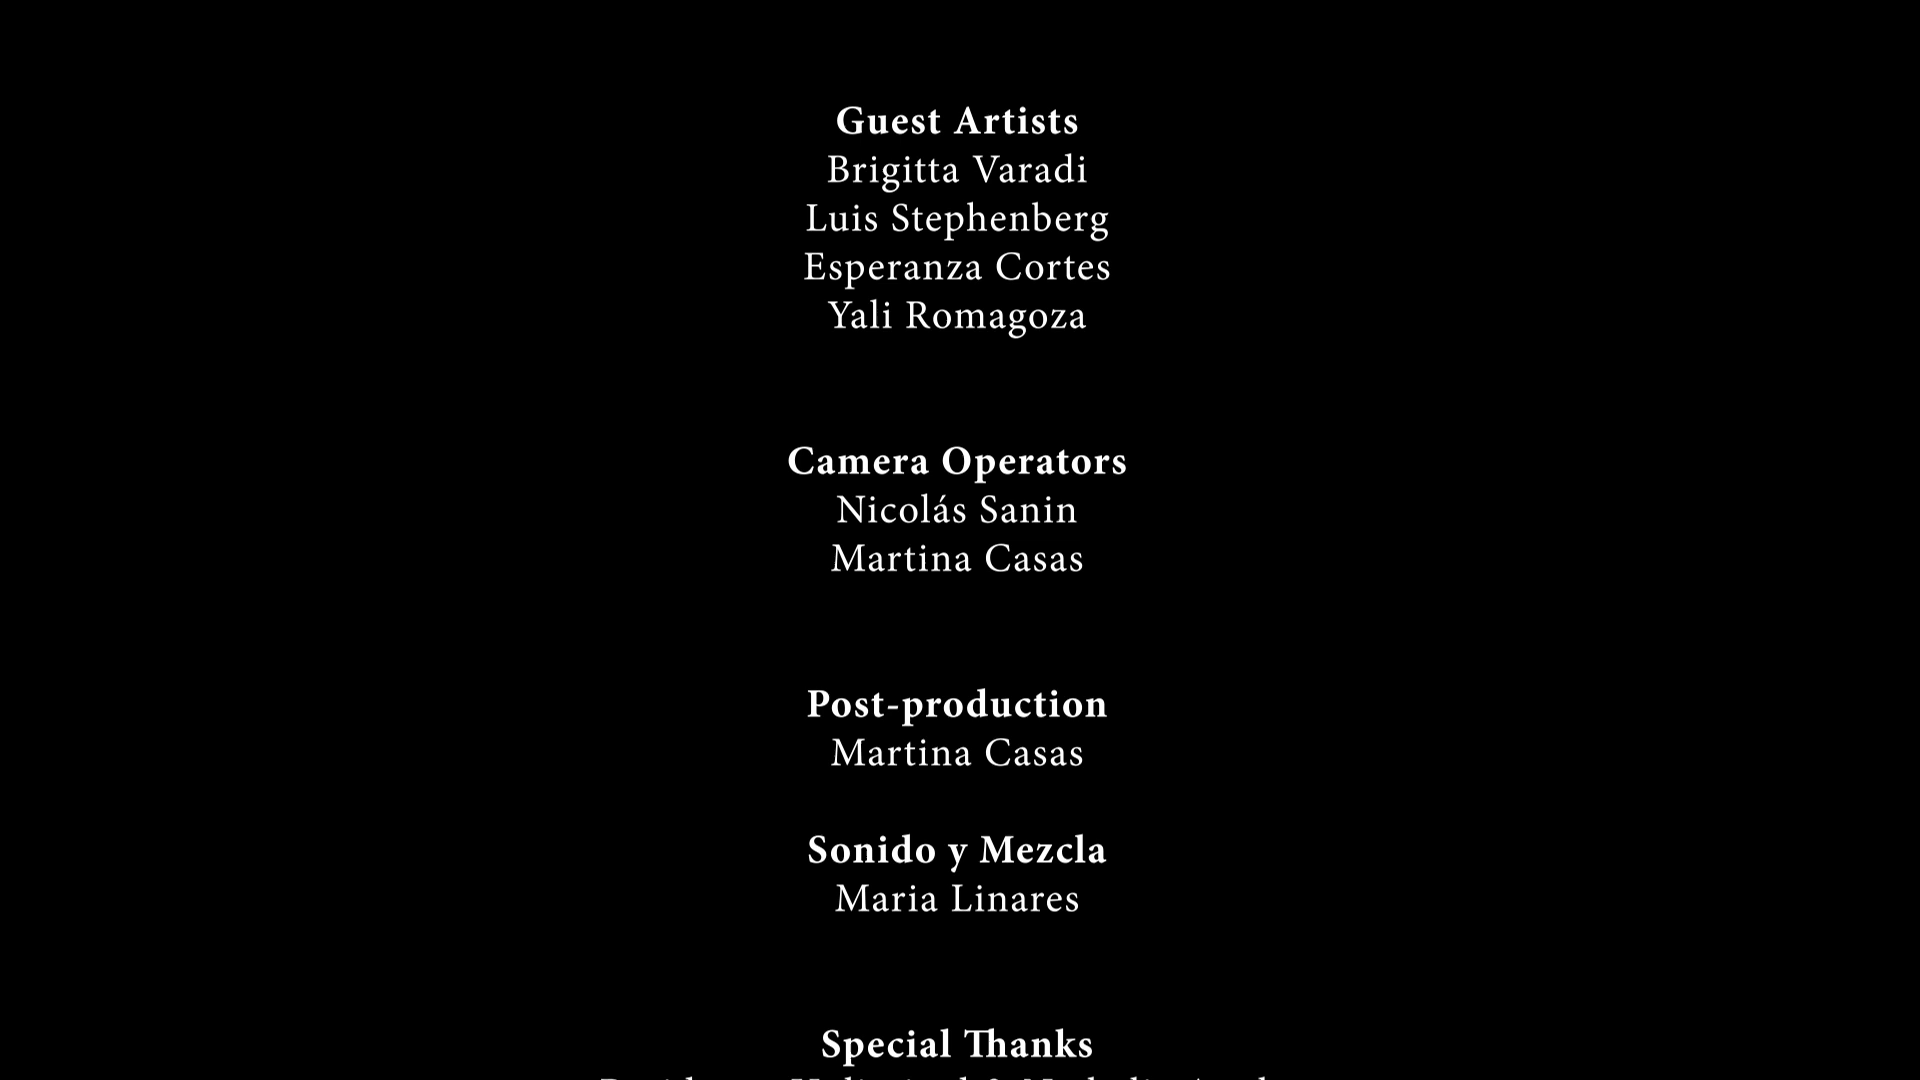 Guest Artists
Brigitta Varadi
Luis Stephenberg
Esperanza Cortes
Yali Romagoza
Camera Operators
Nicolás Sanin
Martina Casas
Post-production
Martina Casas
Sonido y Mezcla
Maria Linares
Special Thanks